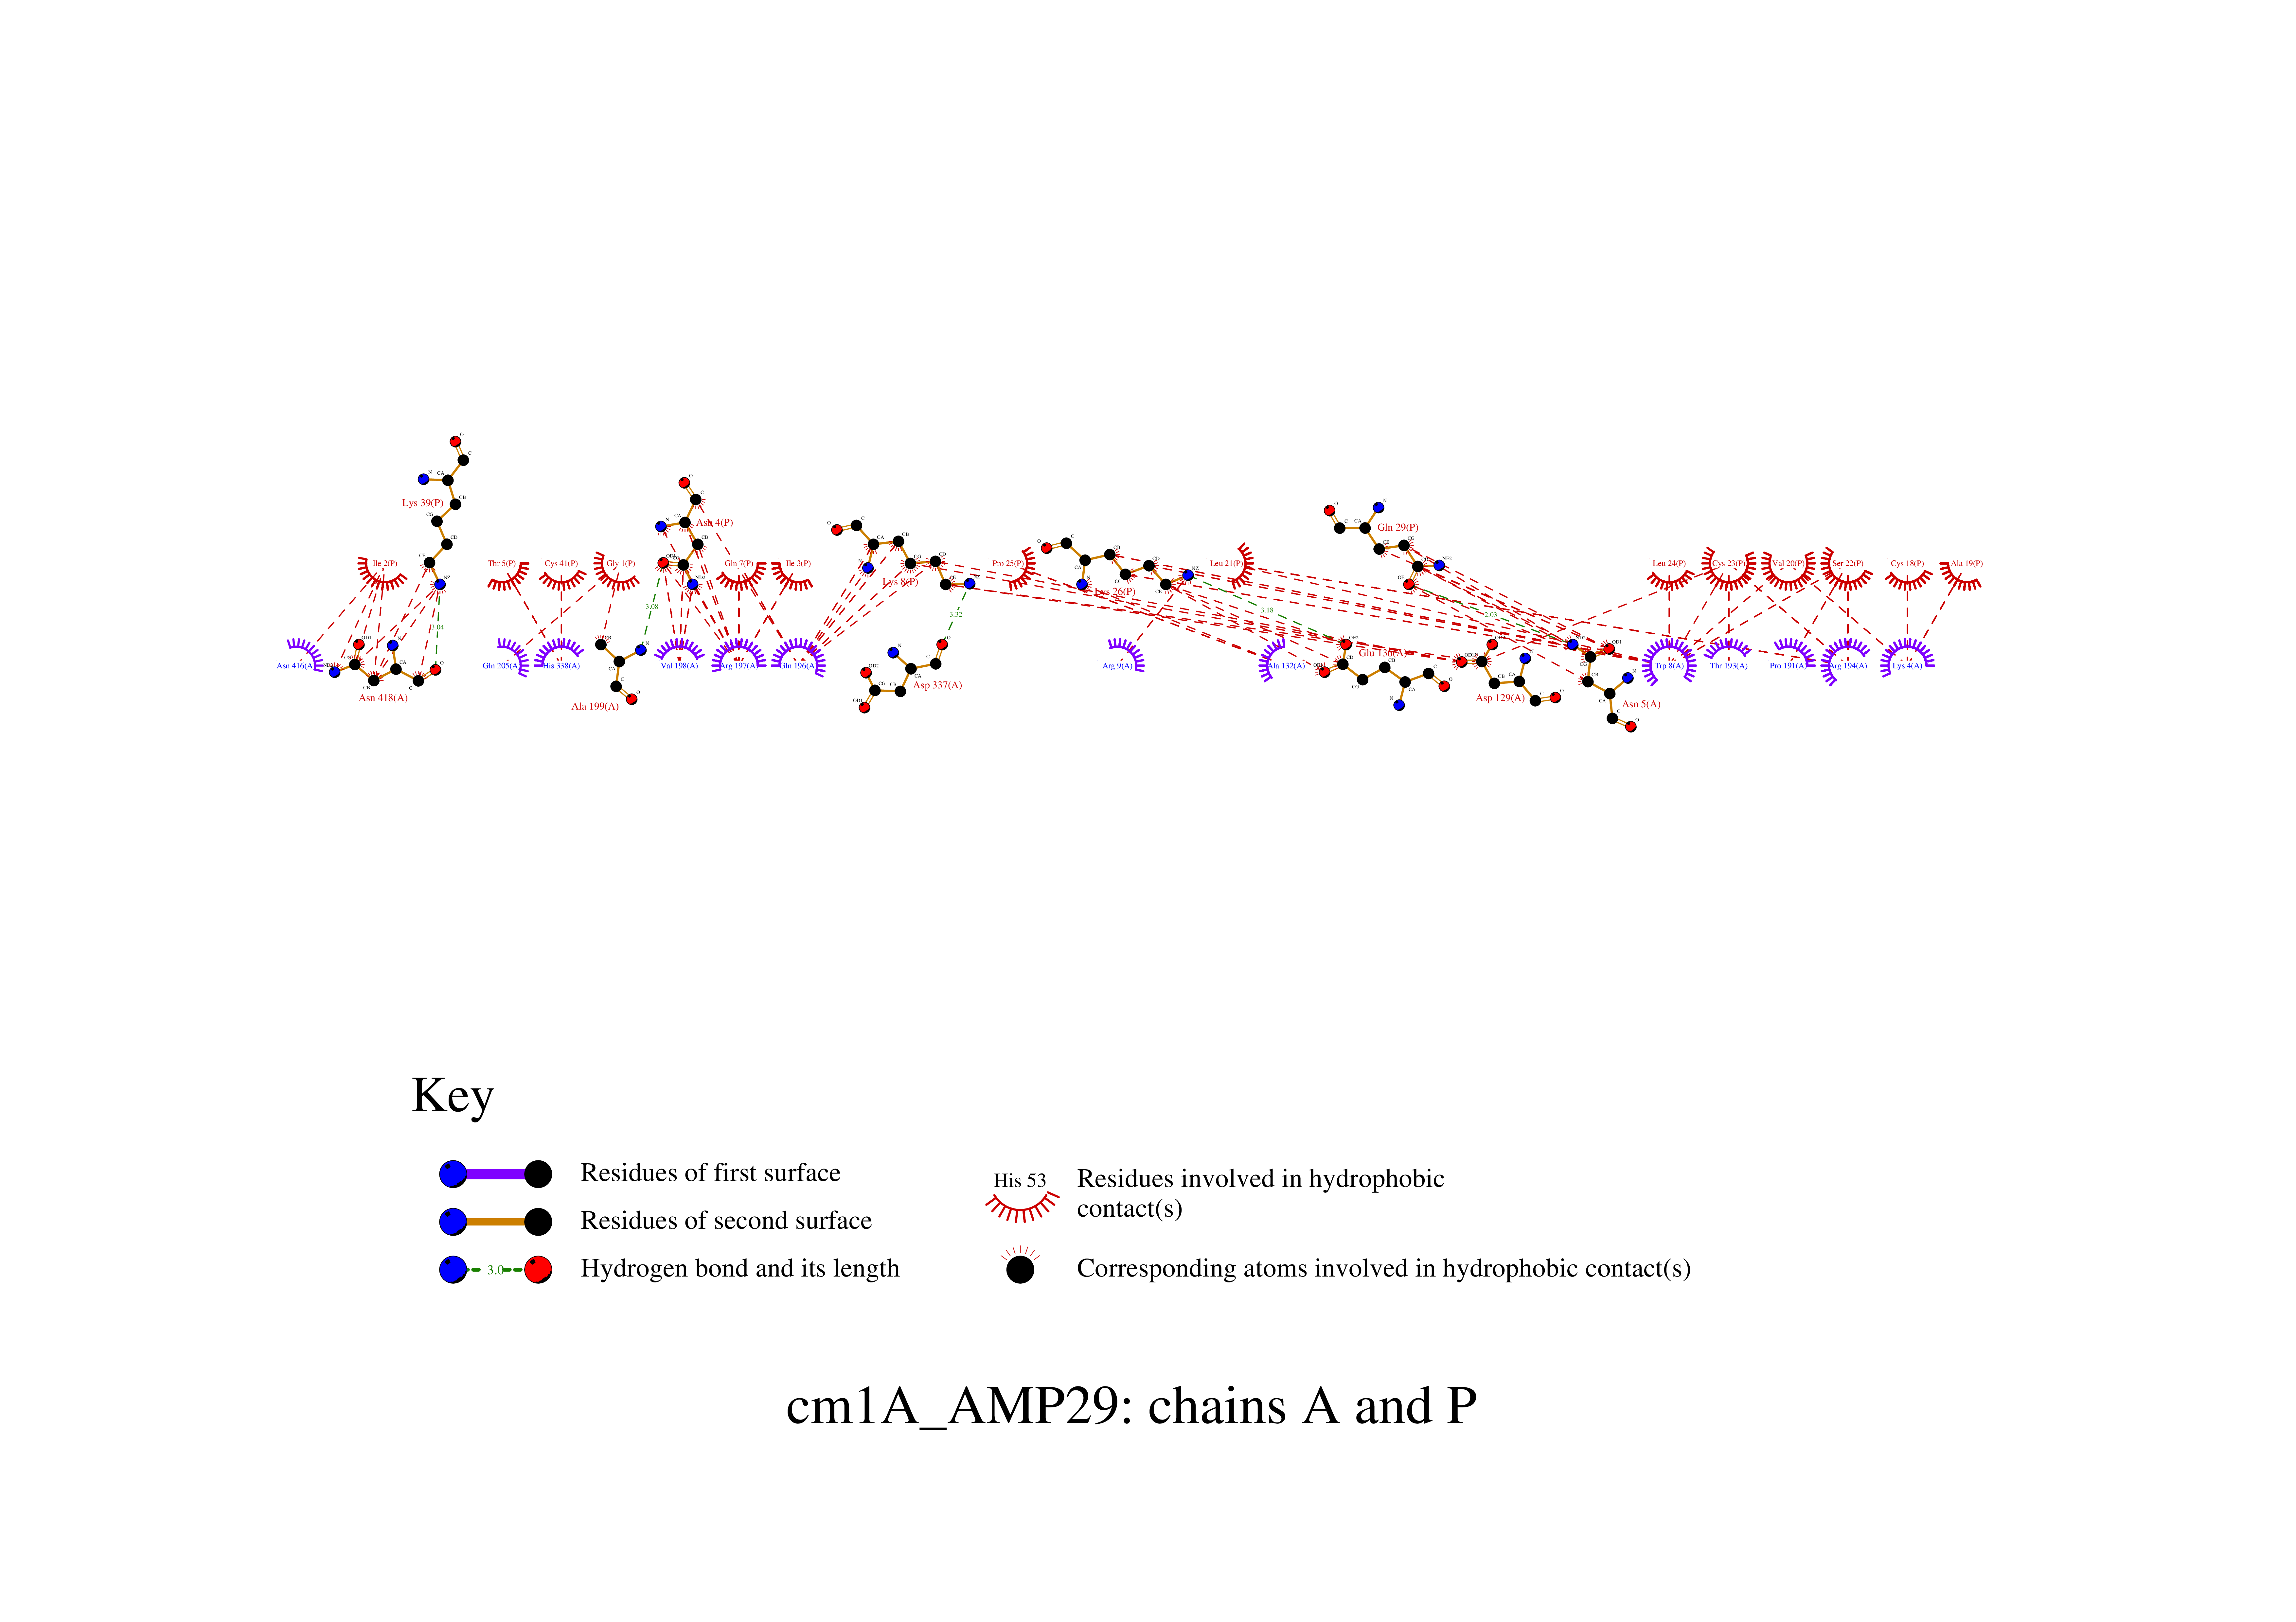 Lys 39(P)
Asn 4(P)
Gln 29(P)
Ile 2(P)
Thr 5(P)
Cys 41(P)
Gly 1(P)
Gln 7(P)
Ile 3(P)
Lys 8(P)
Pro 25(P)
Lys 26(P)
Leu 21(P)
Leu 24(P)
Cys 23(P)
Val 20(P)
Ser 22(P)
Cys 18(P)
Ala 19(P)
3.04
3.08
3.32
3.18
2.03
Asn 416(A)
Asn 418(A)
Gln 205(A)
His 338(A)
Ala 199(A)
Val 198(A)
Arg 197(A)
Gln 196(A)
Asp 337(A)
Arg 9(A)
Ala 132(A)
Glu 136(A)
Asp 129(A)
Asn 5(A)
Trp 8(A)
Thr 193(A)
Pro 191(A)
Arg 194(A)
Lys 4(A)
Key
Residues of first surface
Residues of second surface
3.0
Hydrogen bond and its length
His 53
Residues involved in hydrophobic
contact(s)
Corresponding atoms involved in hydrophobic contact(s)
cm1A_AMP29: chains A and P